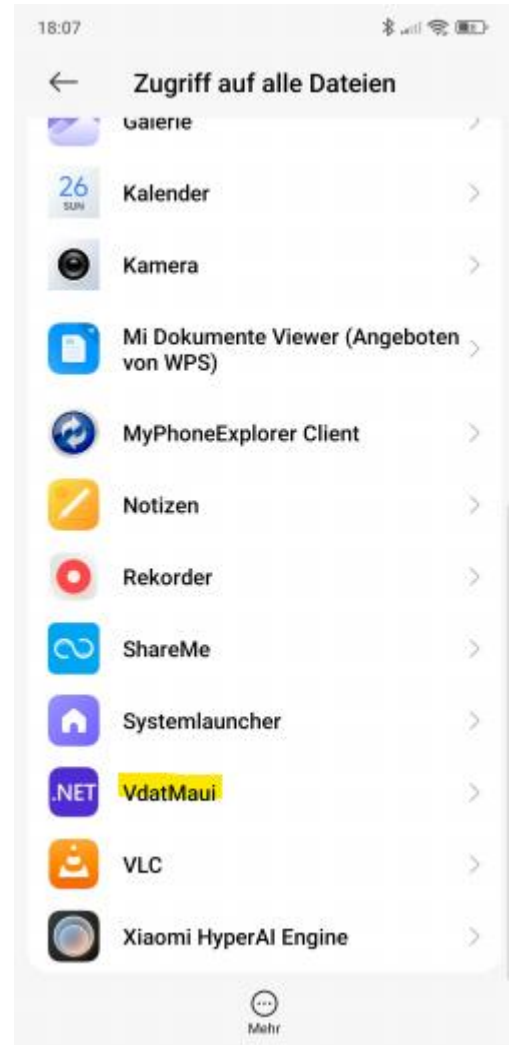 18:07
Zugriff auf alle Dateien
Galerie
26
SUN
Kalender
Kamera
Mi Dokumente Viewer (Angeboten
von WPS)
MyPhoneExplorer Client
Notizen
Rekorder
ShareMe
Systemlauncher
.NET
VdatMaui
VLC
Xiaomi HyperAI Engine
Mehr